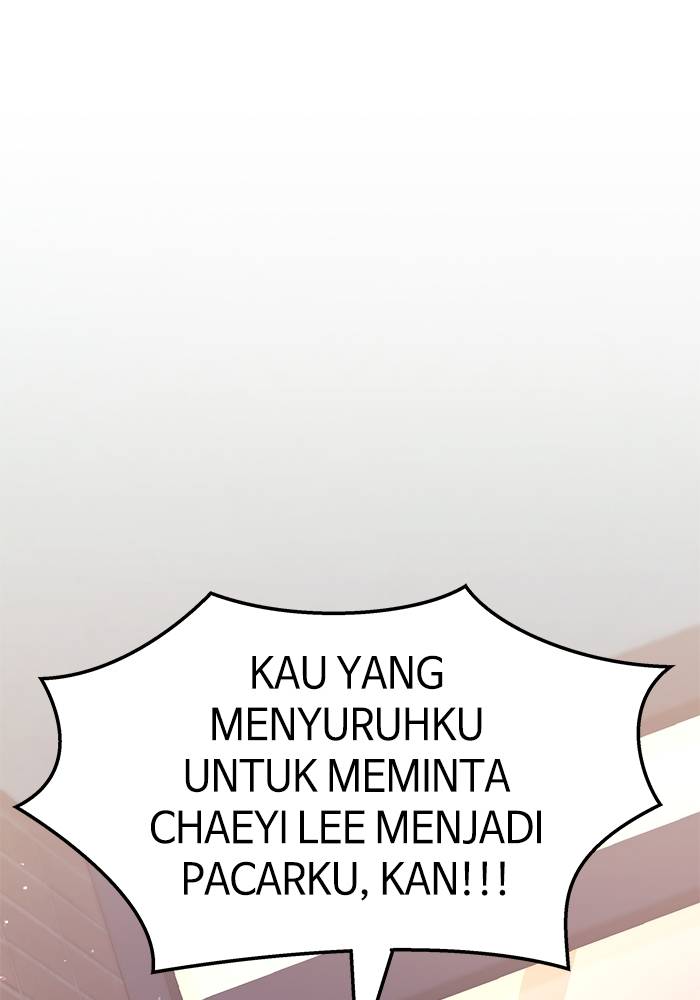 KAU YANG
MENYURUHKU
UNTUK MEMINTA
CHAEYI LEE MENJADI
PACARKU, KAN!!!